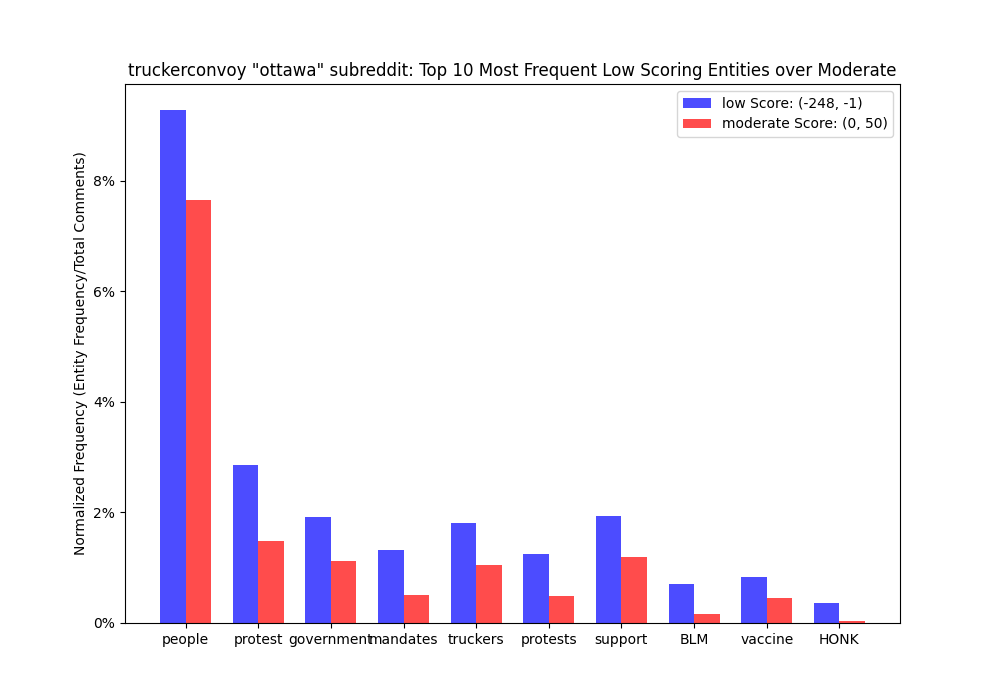 truckerconvoy "ottawa" subreddit: Top 10 Most Frequent Low Scoring Entities over Moderate
low Score: (-248, -1)
moderate Score: (0, 50)
Normalized Frequency (Entity Frequency/Total Comments)
8%
6%
4%
2%
0%
people protest government mandates truckers protests support BLM vaccine HONK